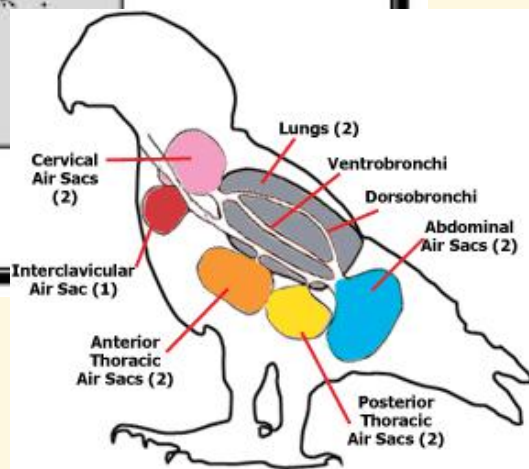 Lungs (2)
Ventrobronchi
Dorsobronchi
Cervical
Air Sacs
(2)
Abdominal
Air Sacs (2)
Interclavicular
Air Sac (1)
Anterior
Thoracic
Air Sacs (2)
Posterior
Thoracic
Air Sacs (2)